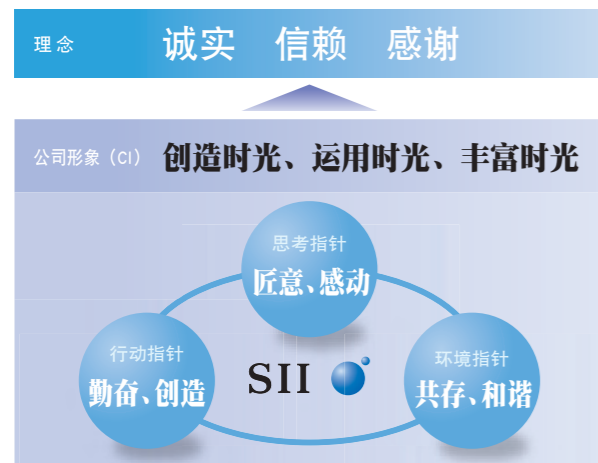 理念 诚实 信赖 感谢
公司形象（CI） 创造时光、运用时光、丰富时光
思考指针
匠意、感动
行动指针
勤奋、创造
SII
环境指针
共存、和谐